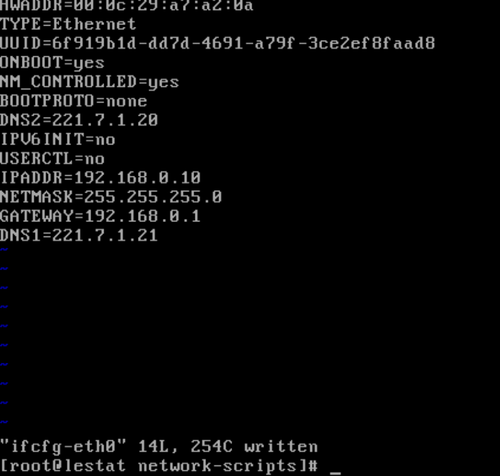 HWADDR=00:0c:29:a7:a2:0a
TYPE=Ethernet
UUID=6f919b1d-dd7d-4691-a79f-3ce2ef8faad8
ONBOOT=yes
NM_CONTROLLED=yes
BOOTPROTO=none
DNS2=221.7.1.20
IPV6INIT=no
USERCTL=no
IPADDR=192.168.0.10
NETMASK=255.255.255.0
GATEWAY=192.168.0.1
DNS1=221.7.1.21
~
~
~
~
~
~
~
~
~
~
"ifcfg-eth0" 14L, 254C written
[root@lestat network-scripts]# _